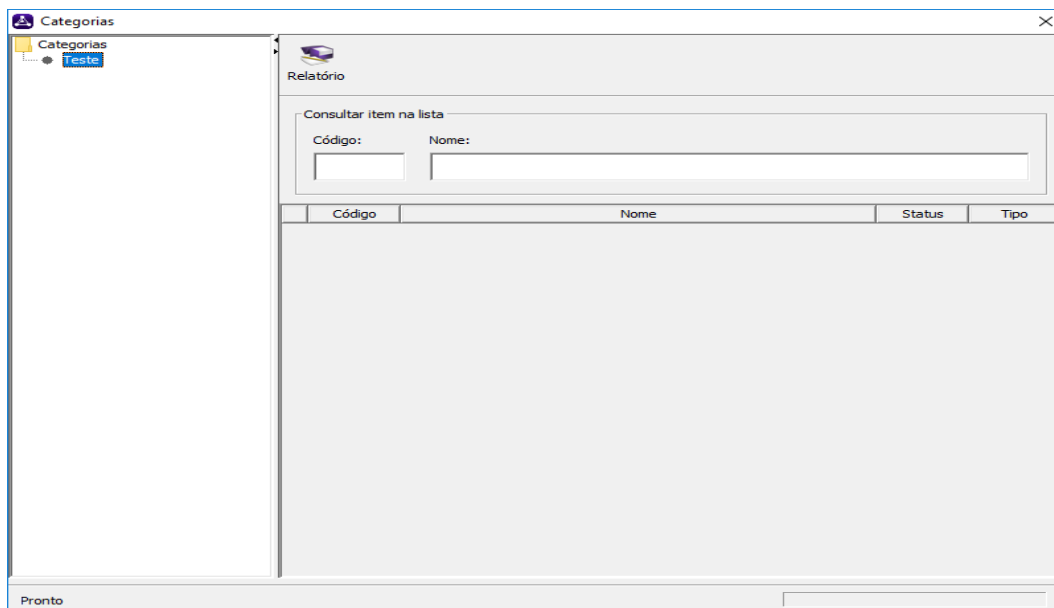 Categorias
Categorias
Teste
Relatório
Consultar item na lista
Código: Nome:
Código Nome Status Tipo
Pronto